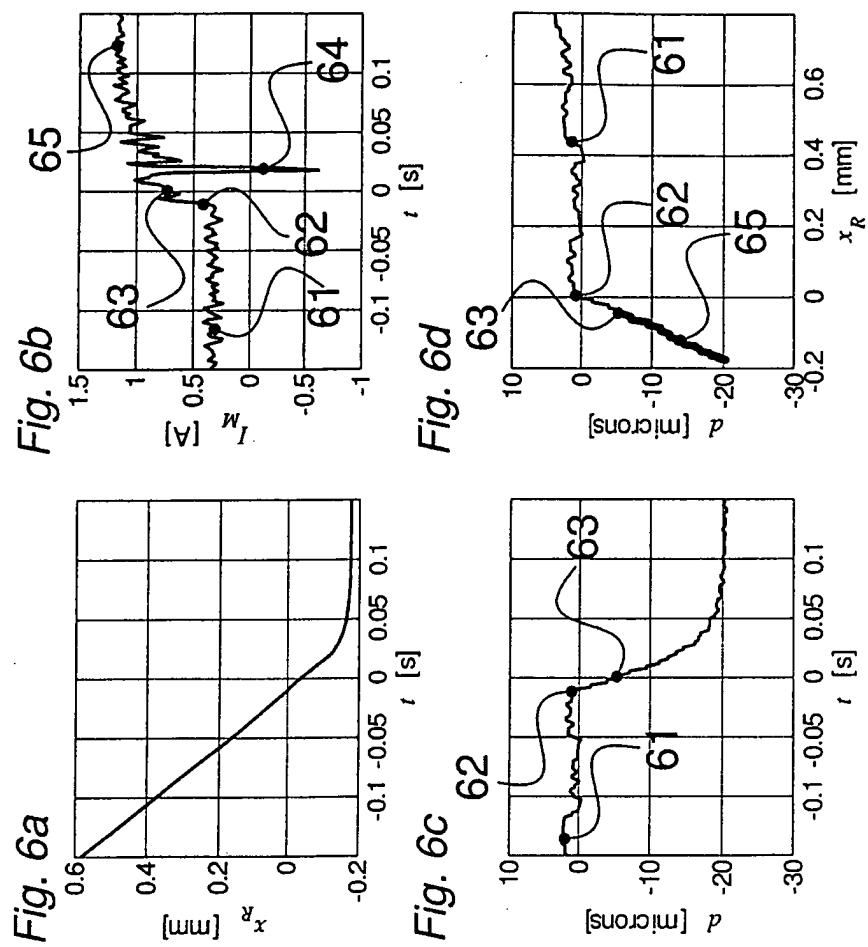 Fig. 6a
0.6
0.4
0.2
0
-0.2
x_R [mm]
-0.1 -0.05 0 0.05 0.1
t [s]
Fig. 6b
1.5
1
0.5
0
-0.5
-1
I_M [A]
-0.1 -0.05 0 0.05 0.1
t [s]
65
63
61
62
64
Fig. 6c
10
0
-10
-20
-30
d [microns]
-0.1 -0.05 0 0.05 0.1
t [s]
62
61
63
Fig. 6d
10
0
-10
-20
-30
d [microns]
-0.2 0 0.2 0.4 0.6
x_R [mm]
63
65
62
61